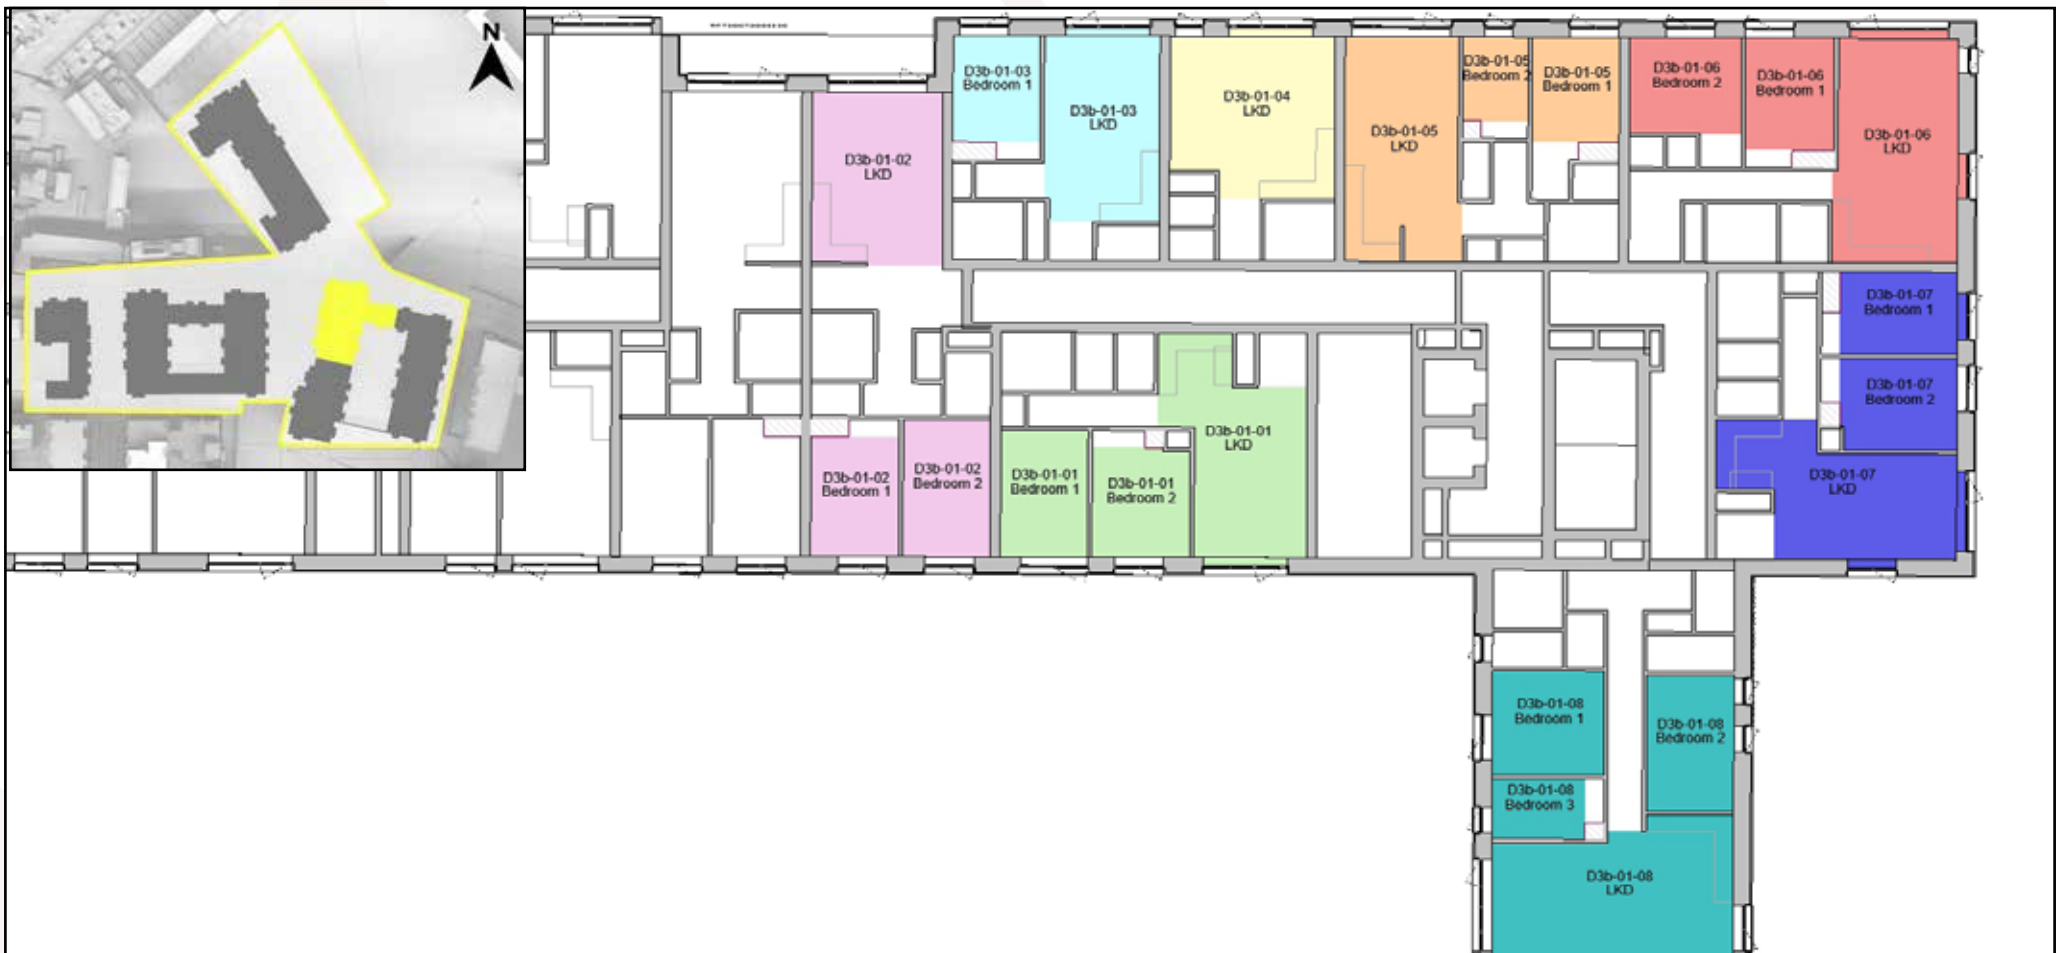 N
D3b-01-03
Bedroom 1
D3b-01-03
LKD
D3b-01-04
LKD
D3b-01-05
LKD
D3b-01-05
Bedroom 2
D3b-01-05
Bedroom 1
D3b-01-06
Bedroom 2
D3b-01-06
Bedroom 1
D3b-01-06
LKD
D3b-01-02
LKD
D3b-01-07
Bedroom 1
D3b-01-07
Bedroom 2
D3b-01-07
LKD
D3b-01-02
Bedroom 1
D3b-01-02
Bedroom 2
D3b-01-01
Bedroom 1
D3b-01-01
Bedroom 2
D3b-01-01
LKD
D3b-01-08
Bedroom 1
D3b-01-08
Bedroom 2
D3b-01-08
Bedroom 3
D3b-01-08
LKD